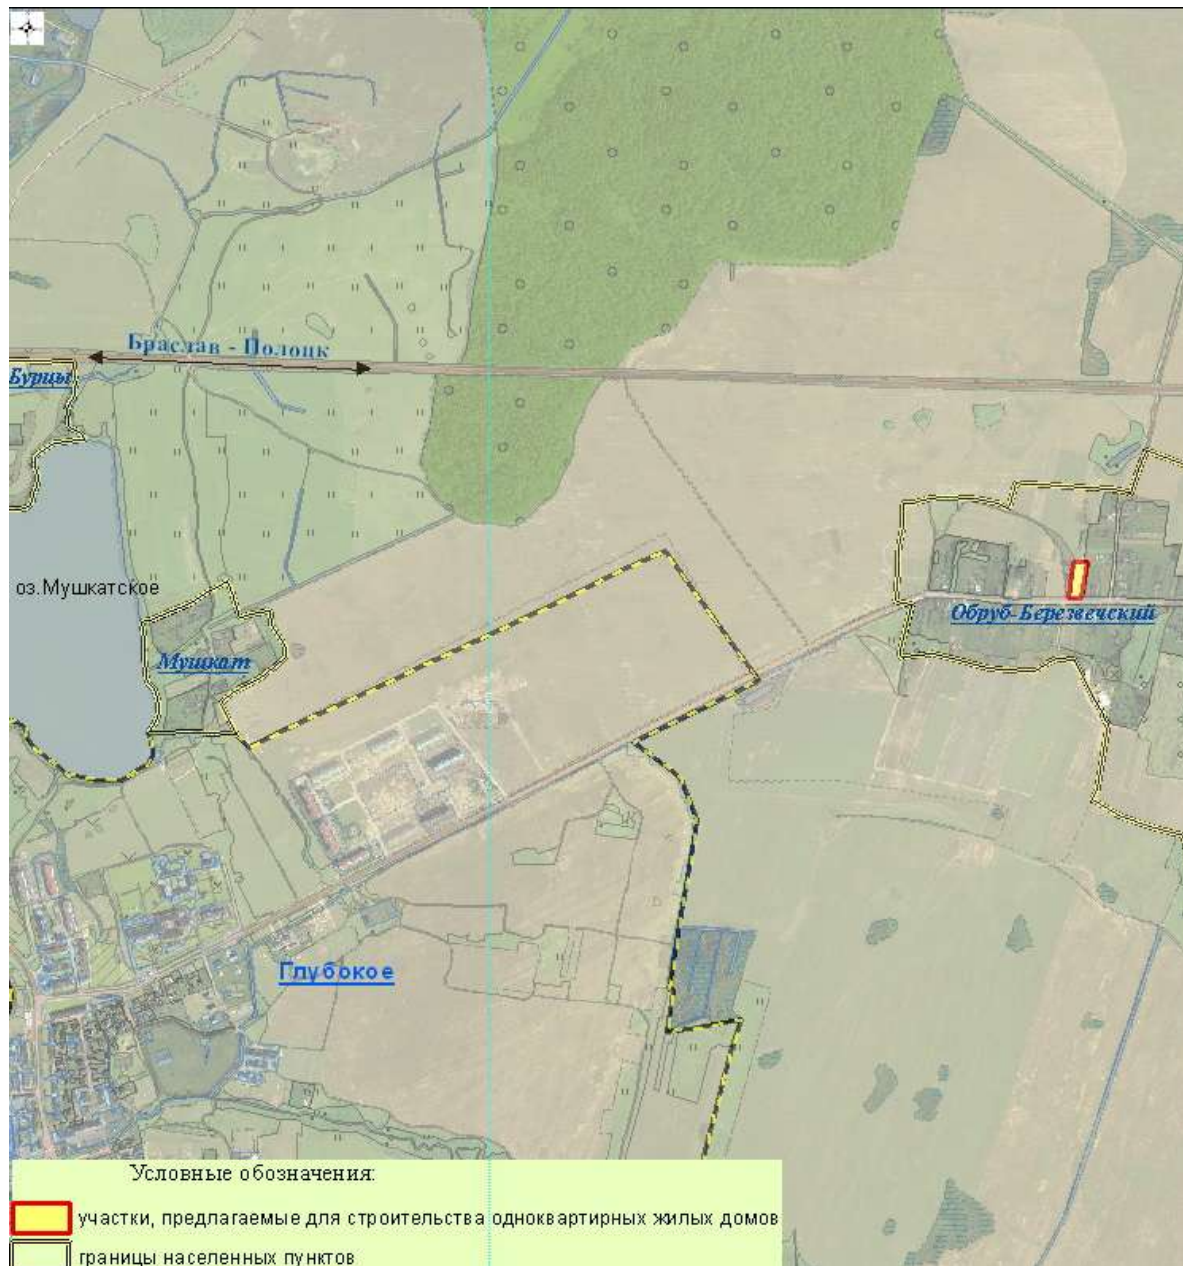 Браслав - Полоцк
Бурцы
оз.Мушкатское
Обруб-Березвечский
Мушкат
Глубокое
Условные обозначения:
участки, предлагаемые для строительства одноквартирных жилых домов
границы населенных пунктов